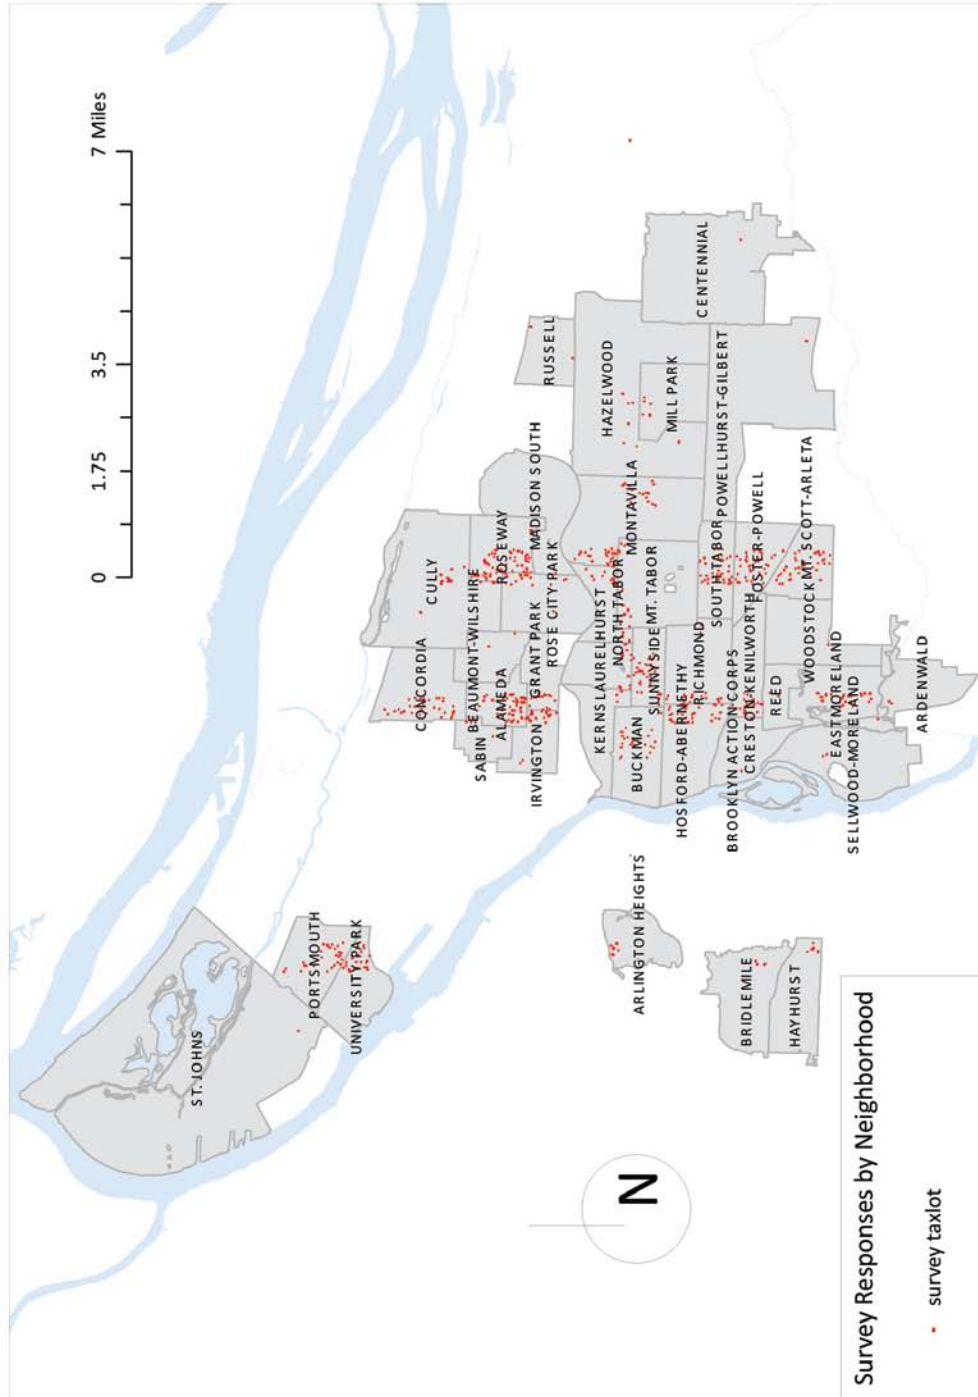 0
1.75
3.5
7 Miles
ST. JOHNS
PORTSMOUTH
UNIVERSITY PARK
CONCORDIA
CULLY
SABIN
BEAUMONT-WILSHIRE
ALAMEDA
ROSEWAY
IRVINGTON
GRANT PARK
MADISON SOUTH
ROSE CITY PARK
RUSSELL
KERNS
LAURELHURST
NORTH TABOR
MONTAVILLA
HAZELWOOD
BUCKMAN
SUNNYSIDE
MT. TABOR
MILL PARK
HOSFORD-ABERNETHY
RICHMOND
SOUTH TABOR
POWELLHURST-GILBERT
CENTENNIAL
BROOKLYN ACTION CORPS
CRESTON-KENILWORTH
FOSTER-POWELL
REED
WOODSTOCK
MT. SCOTT-ARLETA
EASTMORELAND
SELLWOOD-MORELAND
ARDENWALD
ARLINGTON HEIGHTS
BRIDLEMILE
HAYHURST
N
Survey Responses by Neighborhood
survey taxlot